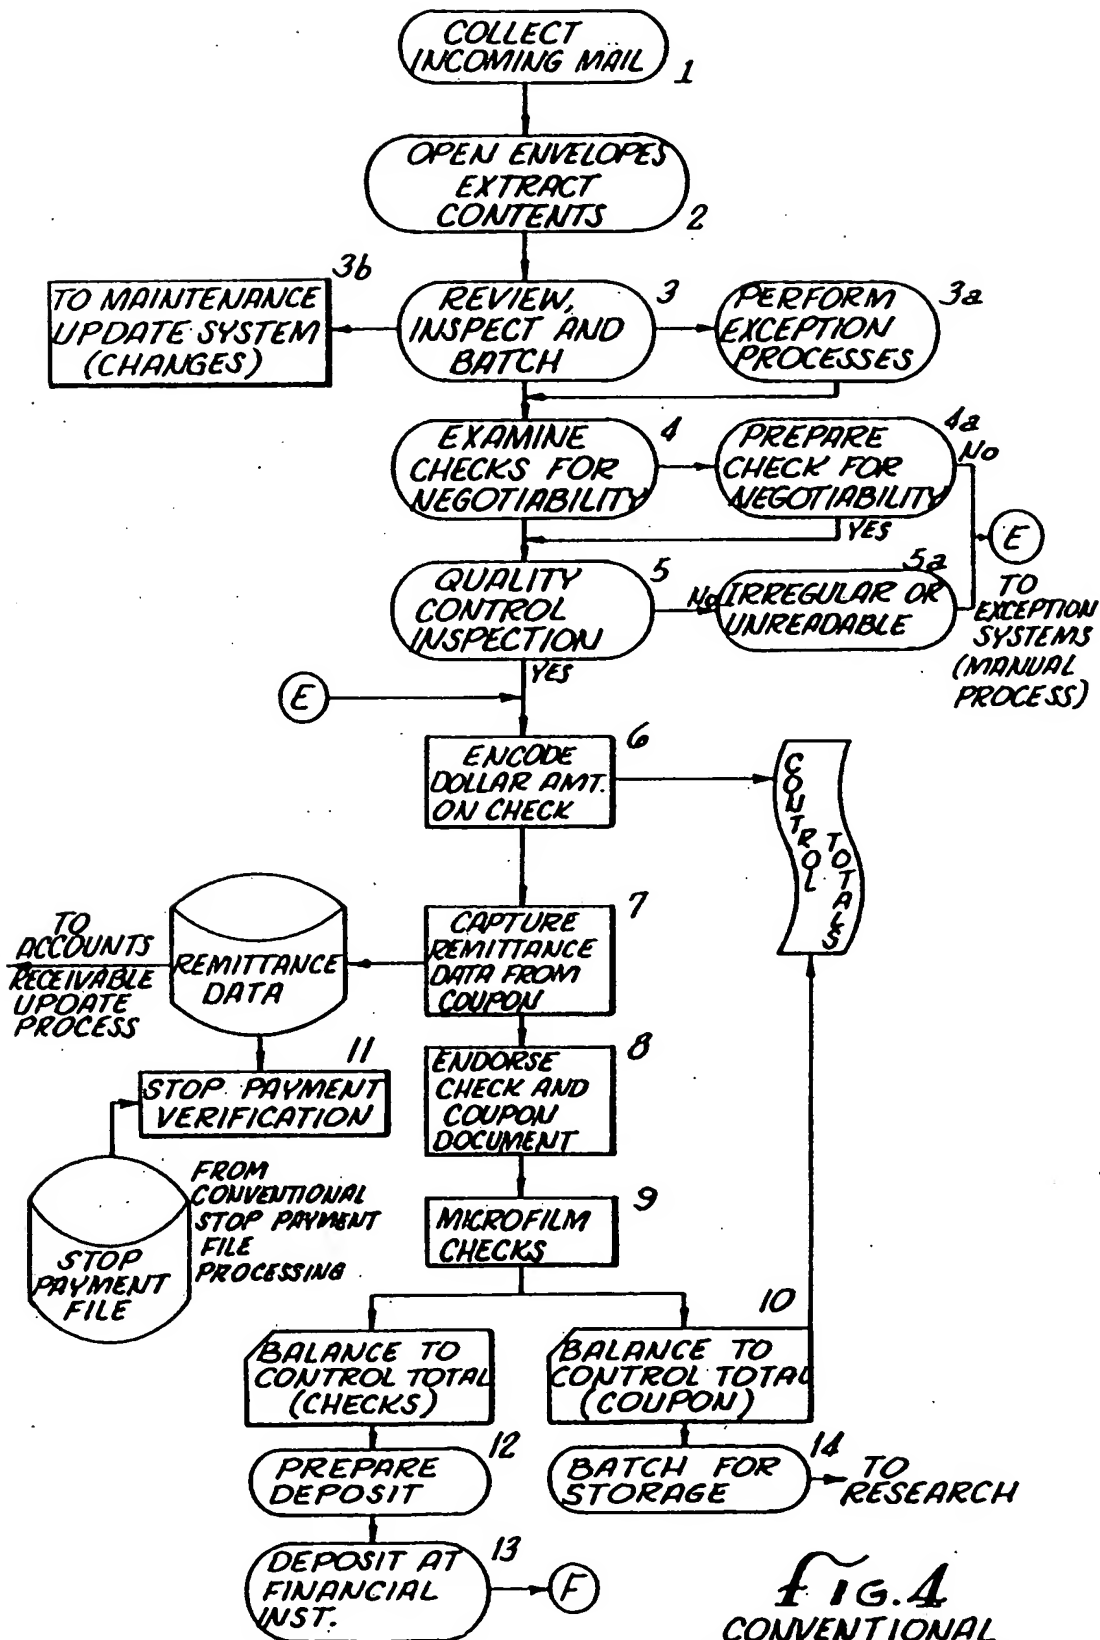 COLLECT
INCOMING MAIL
1
OPEN ENVELOPES
EXTRACT
CONTENTS
2
3b
TO MAINTENANCE
UPDATE SYSTEM
(CHANGES)
REVIEW,
INSPECT AND
BATCH
3
PERFORM
EXCEPTION
PROCESSES
3a
EXAMINE
CHECKS FOR
NEGOTIABILITY
4
PREPARE
CHECK FOR
NEGOTIABILITY
4a
NO
YES
E
TO
EXCEPTION
SYSTEMS
(MANUAL
PROCESS)
QUALITY
CONTROL
INSPECTION
5
NO
IRREGULAR OR
UNREADABLE
5a
YES
E
ENCODE
DOLLAR AMT.
ON CHECK
6
CONTROL
TOTALS
CAPTURE
REMITTANCE
DATA FROM
COUPON
7
REMITTANCE
DATA
TO
ACCOUNTS
RECEIVABLE
UPDATE
PROCESS
ENDORSE
CHECK AND
COUPON
DOCUMENT
8
11
STOP PAYMENT
VERIFICATION
STOP
PAYMENT
FILE
FROM
CONVENTIONAL
STOP PAYMENT
FILE
PROCESSING
MICROFILM
CHECKS
9
BALANCE TO
CONTROL TOTAL
(CHECKS)
BALANCE TO
CONTROL TOTAL
(COUPON)
10
PREPARE
DEPOSIT
12
BATCH FOR
STORAGE
14
TO
RESEARCH
DEPOSIT AT
FINANCIAL
INST.
13
F
FIG.4
CONVENTIONAL